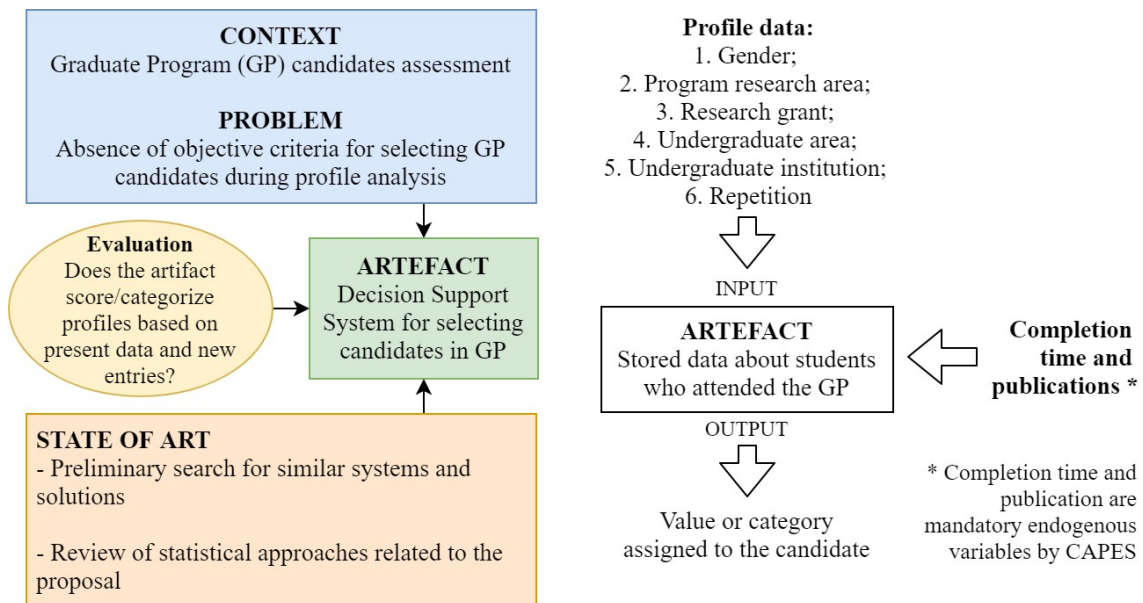 CONTEXT
Graduate Program (GP) candidates assessment
PROBLEM
Absence of objective criteria for selecting GP
candidates during profile analysis
Evaluation
Does the artifact
score/categorize
profiles based on
present data and new
entries?
ARTEFACT
Decision Support
System for selecting
candidates in GP
STATE OF ART
- Preliminary search for similar systems and
solutions
- Review of statistical approaches related to the
proposal
Profile data:
1. Gender;
2. Program research area;
3. Research grant;
4. Undergraduate area;
5. Undergraduate institution;
6. Repetition
INPUT
ARTEFACT
Stored data about students
who attended the GP
Completion
time and
publications *
OUTPUT
Value or category
assigned to the candidate
* Completion time and
publication are
mandatory endogenous
variables by CAPES